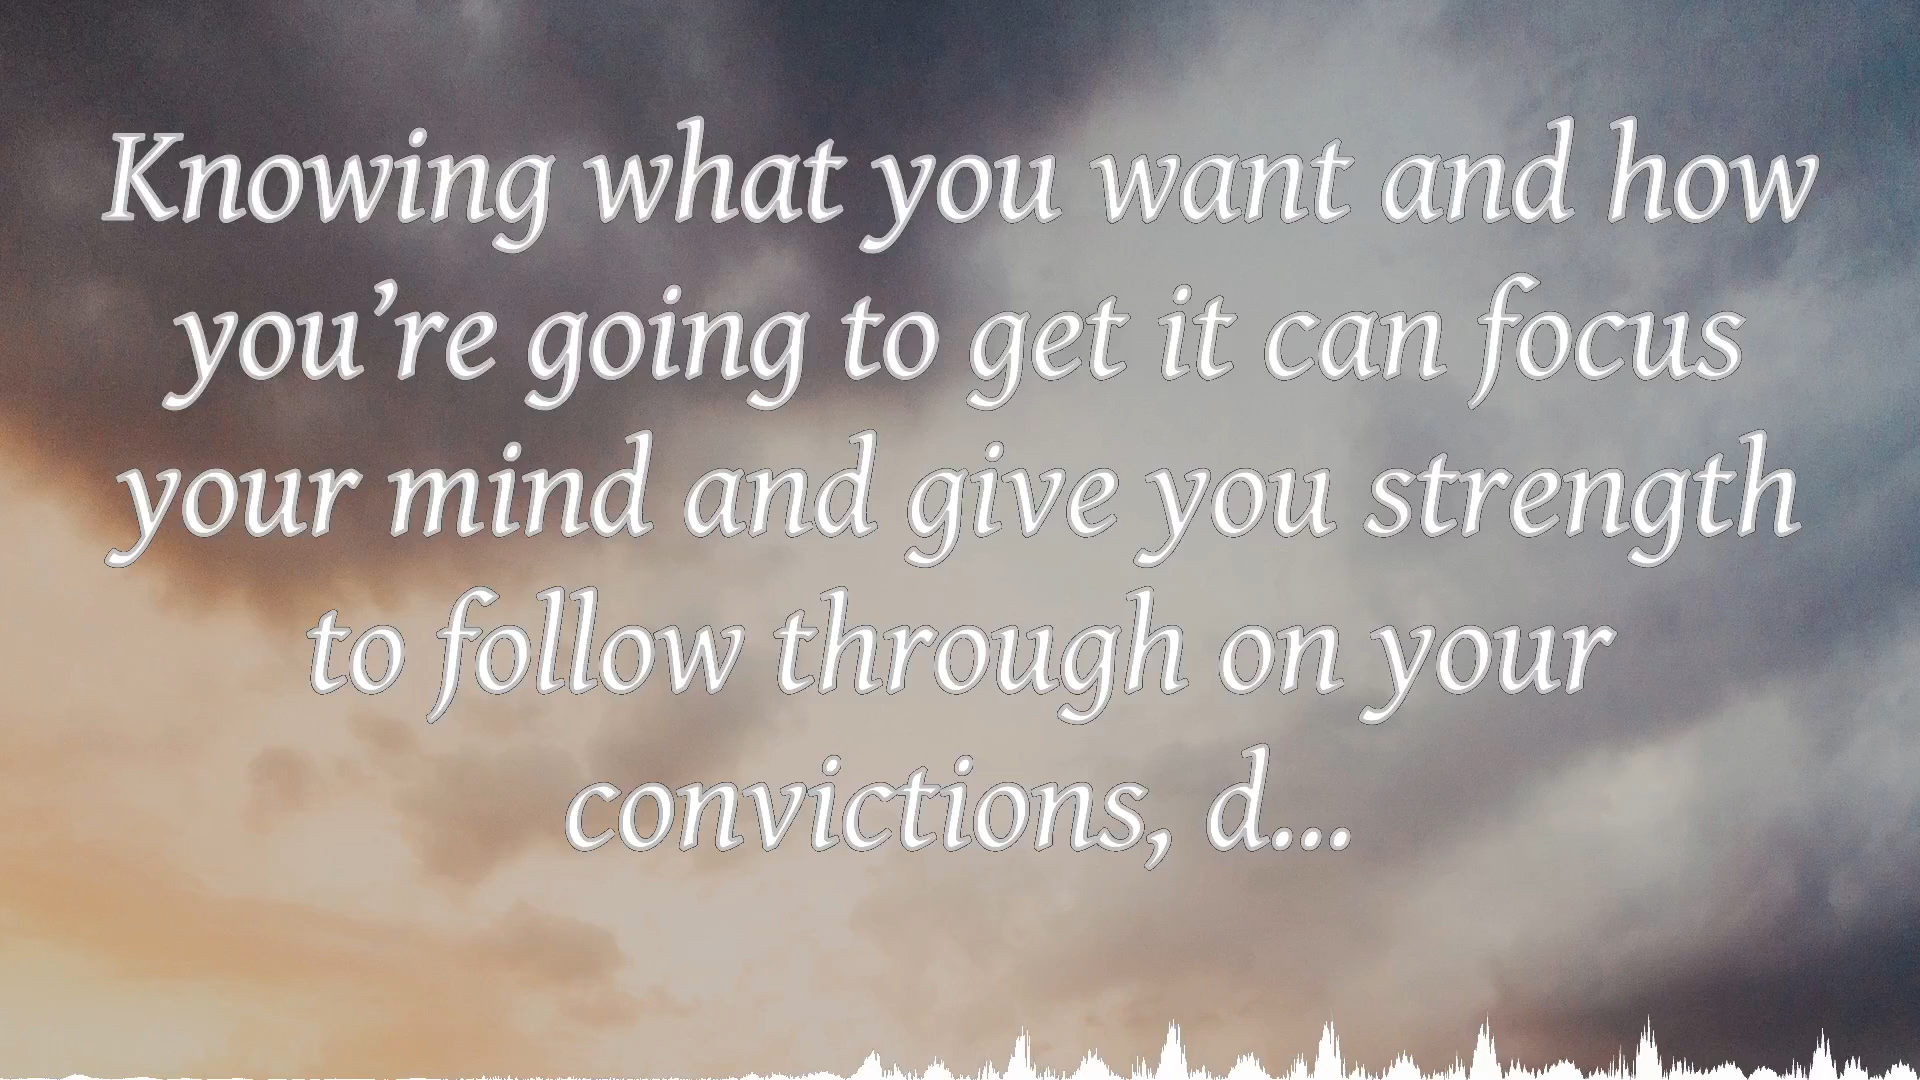 Knowing what you want and how
you’re going to get it can focus
your mind and give you strength
to follow through on your
convictions, d...